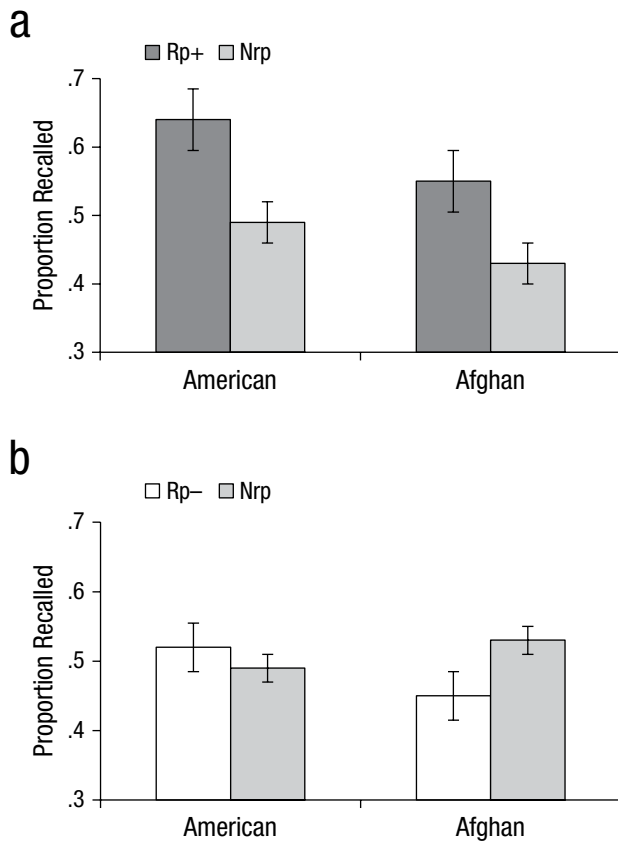 a
Rp+ Nrp
Proportion Recalled
.7
.6
.5
.4
.3
American Afghan
b
Rp– Nrp
Proportion Recalled
.7
.6
.5
.4
.3
American Afghan